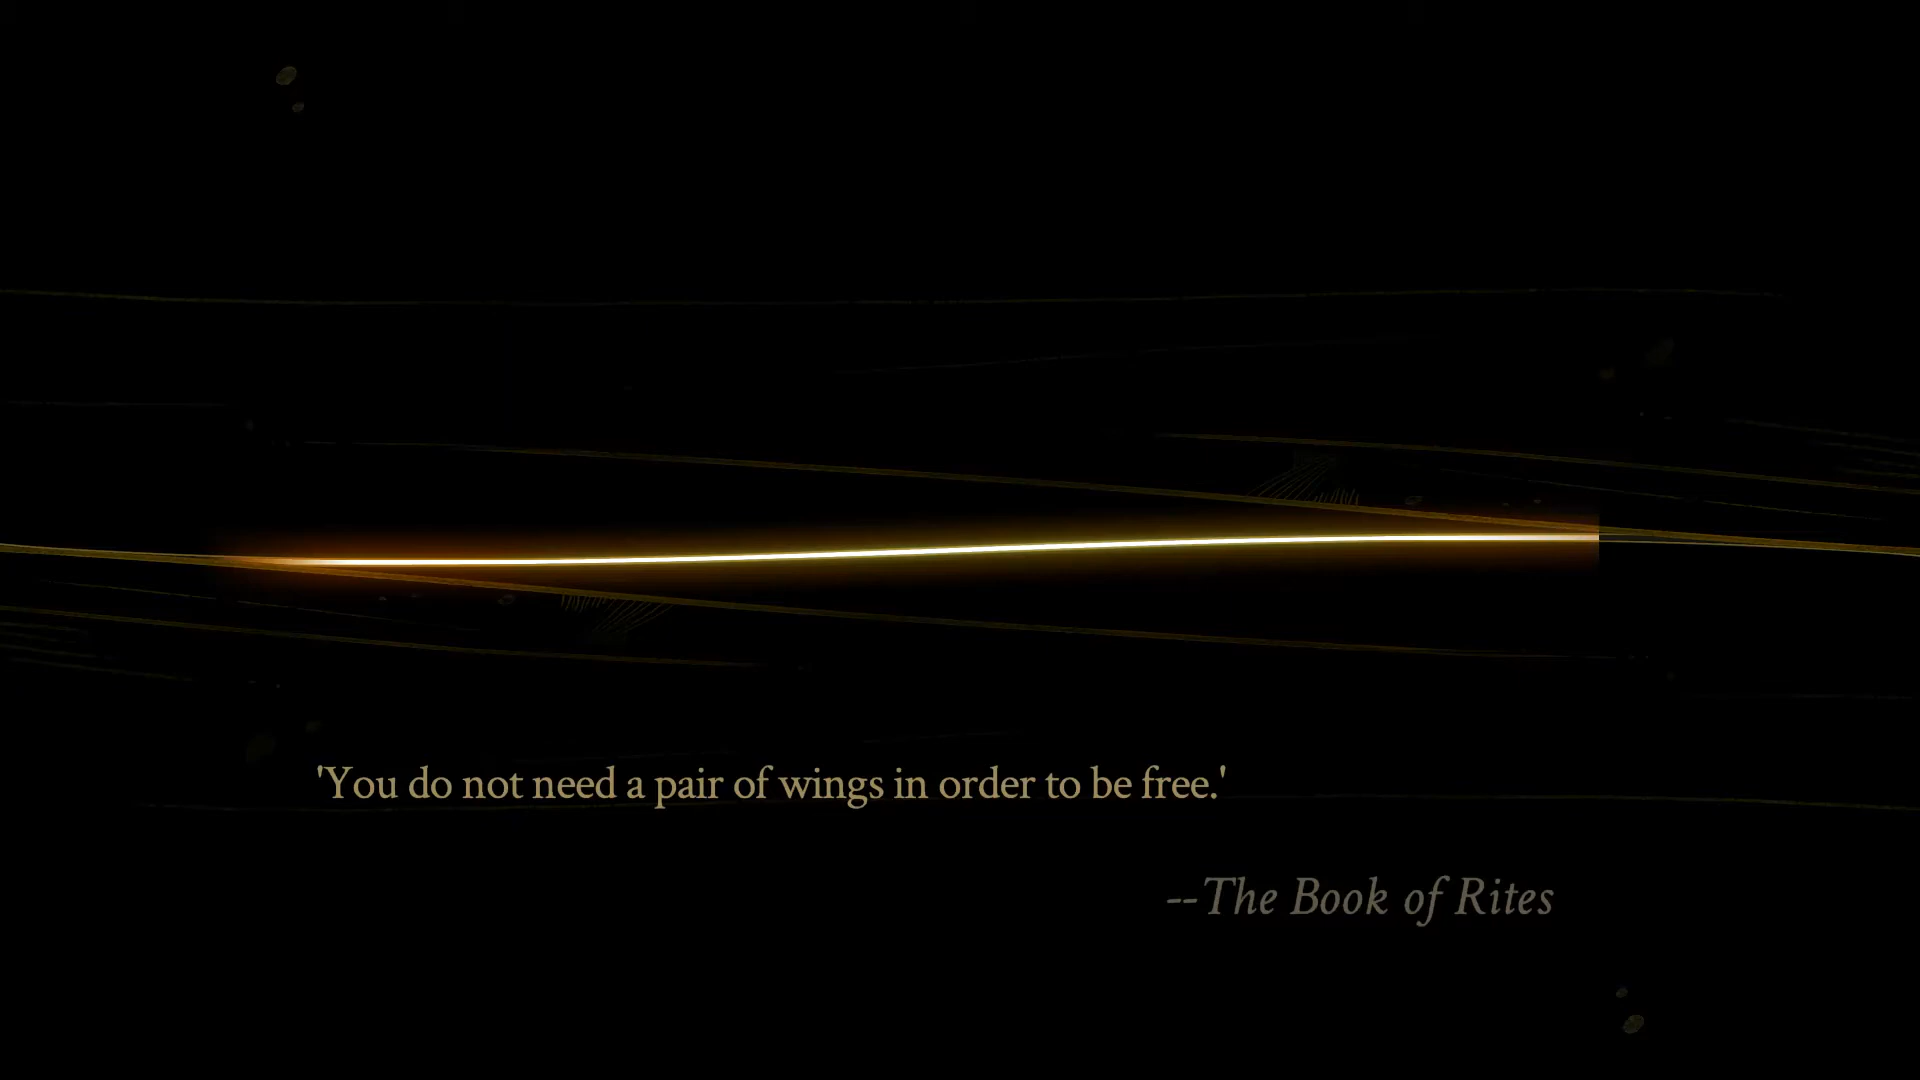 'You do not need a pair of wings in order to be free.'
--The Book of Rites